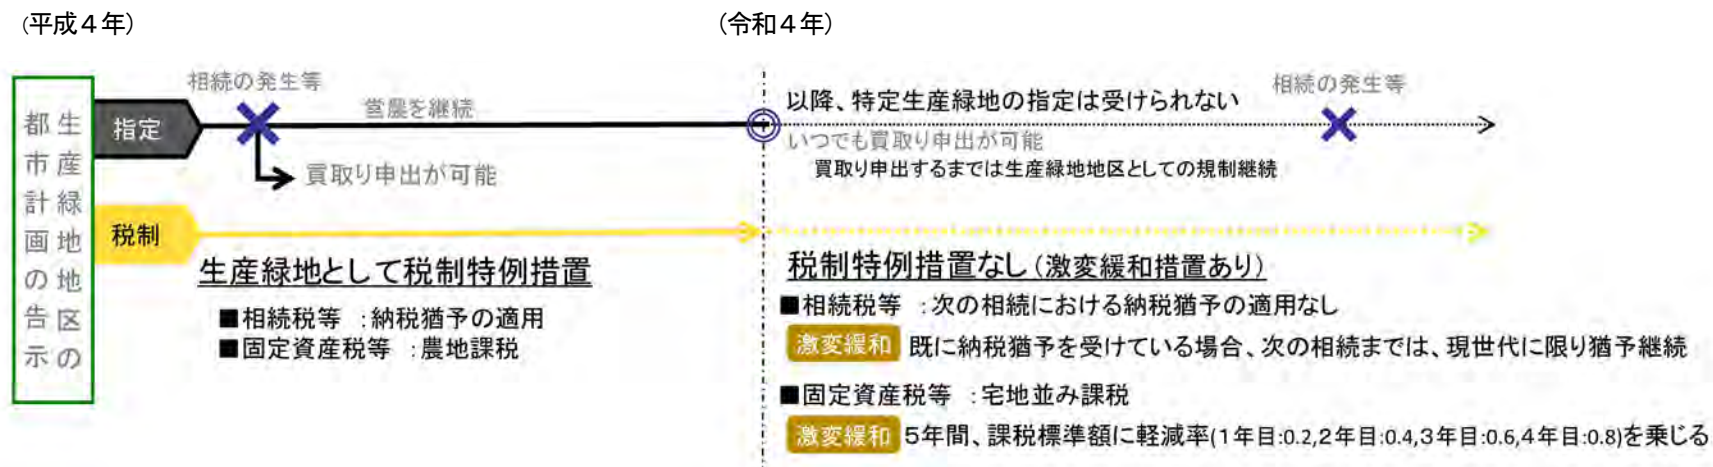 (平成４年)
(令和４年)
生産緑地地区の
都市計画の告示
指定
相続の発生等
営農を継続
買取り申出が可能
以降、特定生産緑地の指定は受けられない
相続の発生等
いつでも買取り申出が可能
買取り申出するまでは生産緑地地区としての規制継続
税制
生産緑地として税制特例措置
■相続税等　:納税猶予の適用
■固定資産税等　:農地課税
税制特例措置なし(激変緩和措置あり)
■相続税等　:次の相続における納税猶予の適用なし
激変緩和 既に納税猶予を受けている場合、次の相続までは、現世代に限り猶予継続
■固定資産税等　:宅地並み課税
激変緩和 5年間、課税標準額に軽減率(1年目:0.2,2年目:0.4,3年目:0.6,4年目:0.8)を乗じる